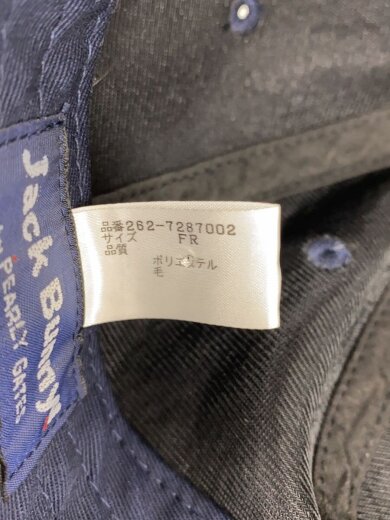 品番262-7287002
サイズ FR
品質
ポリエステル
毛
Jack Bunny
PEARLY GATES